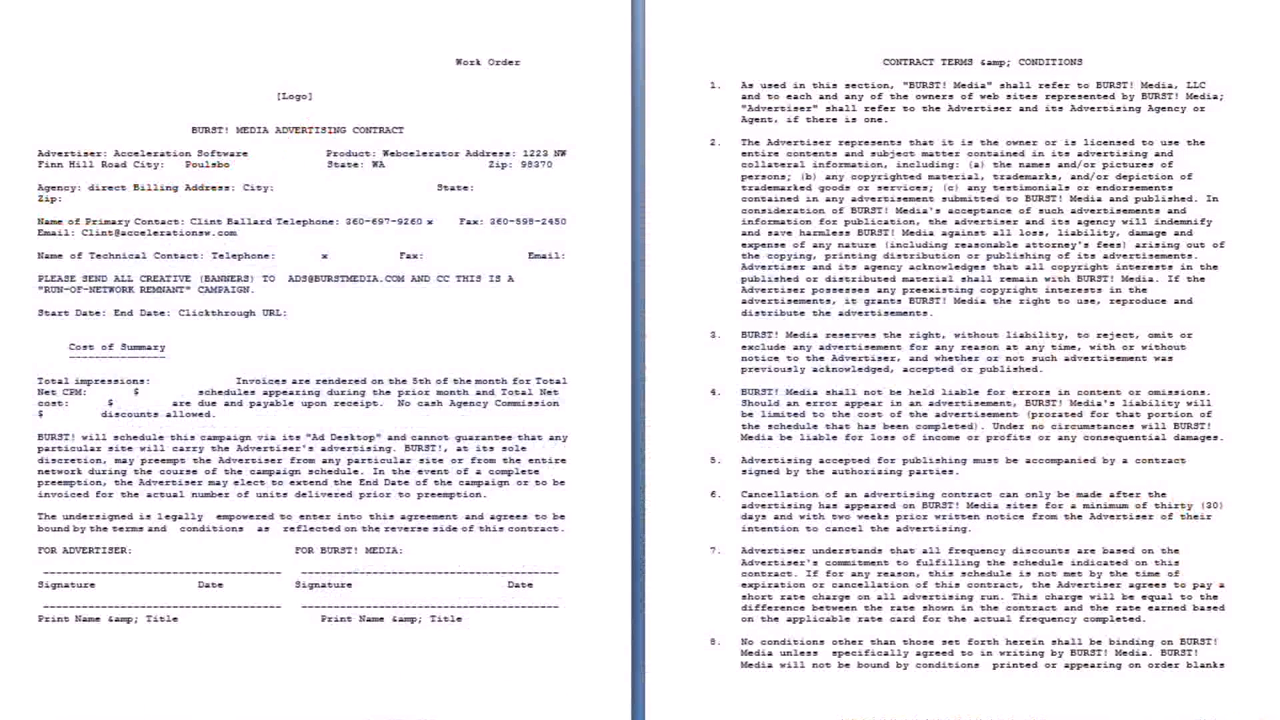 Work Order
[Logo]
BURST! MEDIA ADVERTISING CONTRACT
Advertiser: Acceleration Software Product: Webcelerator Address: 1223 NW
Finn Hill Road City: Poulsbo State: WA Zip: 98370
Agency: direct Billing Address: City: State:
Zip:
Name of Primary Contact: Clint Ballard Telephone: 360-697-9260 x Fax: 360-598-2450
Email: Clint@accelerationsw.com
Name of Technical Contact: Telephone: x Fax: Email:
PLEASE SEND ALL CREATIVE (BANNERS) TO ADS@BURSTMEDIA.COM AND CC THIS IS A
"RUN-OF-NETWORK REMNANT" CAMPAIGN.
Start Date: End Date: Clickthrough URL:
Cost of Summary
Total impressions: Invoices are rendered on the 5th of the month for Total
Net CPM: $ schedules appearing during the prior month and Total Net
cost: $ are due and payable upon receipt. No cash Agency Commission
$ discounts allowed.
BURST! will schedule this campaign via its "Ad Desktop" and cannot guarantee that any
particular site will carry the Advertiser's advertising. BURST!, at its sole
discretion, may preempt the Advertiser from any particular site or from the entire
network during the course of the campaign schedule. In the event of a complete
preemption, the Advertiser may elect to extend the End Date of the campaign or to be
invoiced for the actual number of units delivered prior to preemption.
The undersigned is legally empowered to enter into this agreement and agrees to be
bound by the terms and conditions as reflected on the reverse side of this contract.
FOR ADVERTISER: FOR BURST! MEDIA:
Signature Date Signature Date
Print Name &amp; Title Print Name &amp; Title
CONTRACT TERMS &amp; CONDITIONS
1. As used in this section, "BURST! Media" shall refer to BURST! Media, LLC
and to each and any of the owners of web sites represented by BURST! Media;
"Advertiser" shall refer to the Advertiser and its Advertising Agency or
Agent, if there is one.
2. The Advertiser represents that it is the owner or is licensed to use the
entire contents and subject matter contained in its advertising and
collateral information, including: (a) the names and/or pictures of
persons; (b) any copyrighted material, trademarks, and/or depiction of
trademarked goods or services; (c) any testimonials or endorsements
contained in any advertisement submitted to BURST! Media and published. In
consideration of BURST! Media's acceptance of such advertisements and
information for publication, the advertiser and its agency will indemnify
and save harmless BURST! Media against all loss, liability, damage and
expense of any nature (including reasonable attorney's fees) arising out of
the copying, printing distribution or publishing of its advertisements.
Advertiser and its agency acknowledges that all copyright interests in the
published or distributed material shall remain with BURST! Media. If the
Advertiser possesses any preexisting copyright interests in the
advertisements, it grants BURST! Media the right to use, reproduce and
distribute the advertisements.
3. BURST! Media reserves the right, without liability, to reject, omit or
exclude any advertisement for any reason at any time, with or without
notice to the Advertiser, and whether or not such advertisement was
previously acknowledged, accepted or published.
4. BURST! Media shall not be held liable for errors in content or omissions.
Should an error appear in an advertisement, BURST! Media's liability will
be limited to the cost of the advertisement (prorated for that portion of
the schedule that has been completed). Under no circumstances will BURST!
Media be liable for loss of income or profits or any consequential damages.
5. Advertising accepted for publishing must be accompanied by a contract
signed by the authorizing parties.
6. Cancellation of an advertising contract can only be made after the
advertising has appeared on BURST! Media sites for a minimum of thirty (30)
days and with two weeks prior written notice from the Advertiser of their
intention to cancel the advertising.
7. Advertiser understands that all frequency discounts are based on the
Advertiser's commitment to fulfilling the schedule indicated on this
contract. If for any reason, this schedule is not met by the time of
expiration or cancellation of this contract, the Advertiser agrees to pay a
short rate charge on all advertising run. This charge will be equal to the
difference between the rate shown in the contract and the rate earned based
on the applicable rate card for the actual frequency completed.
8. No conditions other than those set forth herein shall be binding on BURST!
Media unless specifically agreed to in writing by BURST! Media. BURST!
Media will not be bound by conditions printed or appearing on order blanks